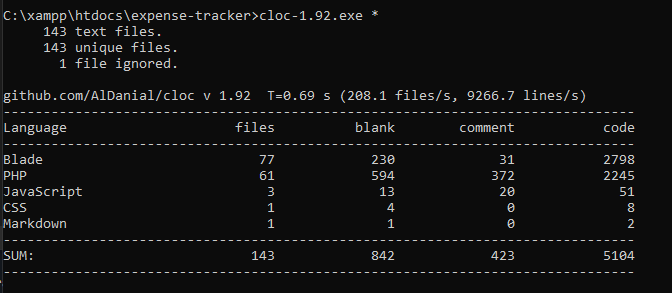 C:\xampp\htdocs\expense-tracker>cloc-1.92.exe *
     143 text files.
     143 unique files.
       1 file ignored.
github.com/AlDanial/cloc v 1.92  T=0.69 s (208.1 files/s, 9266.7 lines/s)
-------------------------------------------------------------------------------
Language                     files          blank        comment           code
-------------------------------------------------------------------------------
Blade                           77            230             31           2798
PHP                             61            594            372           2245
JavaScript                       3             13             20             51
CSS                              1              4              0              8
Markdown                         1              1              0              2
-------------------------------------------------------------------------------
SUM:                           143            842            423           5104
-------------------------------------------------------------------------------